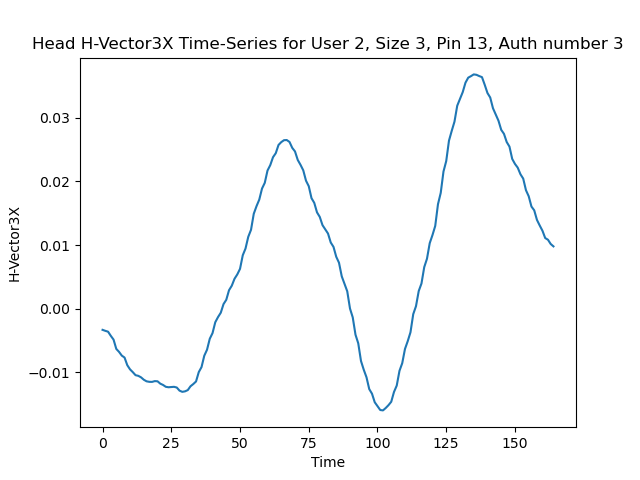 Head H-Vector3X Time-Series for User 2, Size 3, Pin 13, Auth number 3
H-Vector3X
0.03
0.02
0.01
0.00
−0.01
0 25 50 75 100 125 150
Time